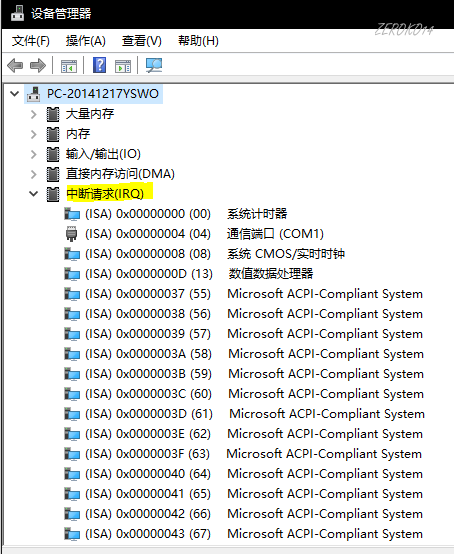 设备管理器
ZEROKO14
文件(F) 操作(A) 查看(V) 帮助(H)
PC-20141217YSWO
大量内存
内存
输入/输出(IO)
直接内存访问(DMA)
中断请求(IRQ)
(ISA) 0x00000000 (00) 系统计时器
(ISA) 0x00000004 (04) 通信端口 (COM1)
(ISA) 0x00000008 (08) 系统 CMOS/实时时钟
(ISA) 0x0000000D (13) 数值数据处理器
(ISA) 0x00000037 (55) Microsoft ACPI-Compliant System
(ISA) 0x00000038 (56) Microsoft ACPI-Compliant System
(ISA) 0x00000039 (57) Microsoft ACPI-Compliant System
(ISA) 0x0000003A (58) Microsoft ACPI-Compliant System
(ISA) 0x0000003B (59) Microsoft ACPI-Compliant System
(ISA) 0x0000003C (60) Microsoft ACPI-Compliant System
(ISA) 0x0000003D (61) Microsoft ACPI-Compliant System
(ISA) 0x0000003E (62) Microsoft ACPI-Compliant System
(ISA) 0x0000003F (63) Microsoft ACPI-Compliant System
(ISA) 0x00000040 (64) Microsoft ACPI-Compliant System
(ISA) 0x00000041 (65) Microsoft ACPI-Compliant System
(ISA) 0x00000042 (66) Microsoft ACPI-Compliant System
(ISA) 0x00000043 (67) Microsoft ACPI-Compliant System